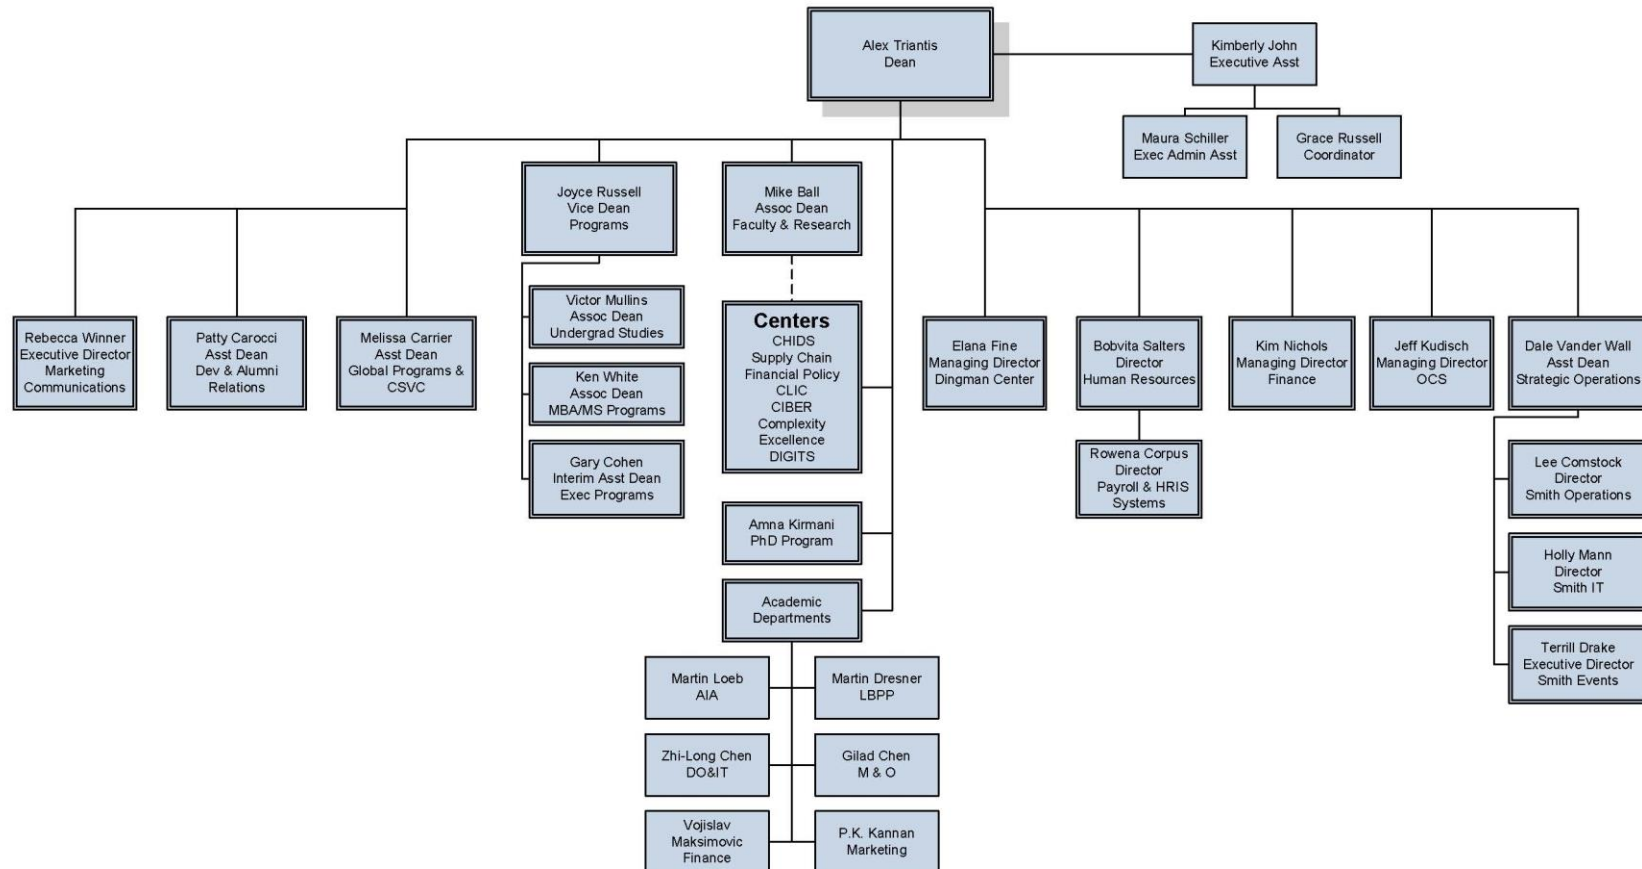 Alex Triantis
Dean
Kimberly John
Executive Asst
Maura Schiller
Exec Admin Asst
Grace Russell
Coordinator
Joyce Russell
Vice Dean
Programs
Mike Ball
Assoc Dean
Faculty & Research
Victor Mullins
Assoc Dean
Undergrad Studies
Ken White
Assoc Dean
MBA/MS Programs
Gary Cohen
Interim Asst Dean
Exec Programs
Rebecca Winner
Executive Director
Marketing
Communications
Patty Carocci
Asst Dean
Dev & Alumni
Relations
Melissa Carrier
Asst Dean
Global Programs &
CSVC
Centers
CHIDS
Supply Chain
Financial Policy
CLIC
CIBER
Complexity
Excellence
DIGITS
Elana Fine
Managing Director
Dingman Center
Bobvita Salters
Director
Human Resources
Kim Nichols
Managing Director
Finance
Jeff Kudisch
Managing Director
OCS
Dale Vander Wall
Asst Dean
Strategic Operations
Rowena Corpus
Director
Payroll & HRIS
Systems
Lee Comstock
Director
Smith Operations
Holly Mann
Director
Smith IT
Terrill Drake
Executive Director
Smith Events
Amna Kirmani
PhD Program
Academic
Departments
Martin Loeb
AIA
Martin Dresner
LBPP
Zhi-Long Chen
DO&IT
Gilad Chen
M & O
Vojislav
Maksimovic
Finance
P.K. Kannan
Marketing